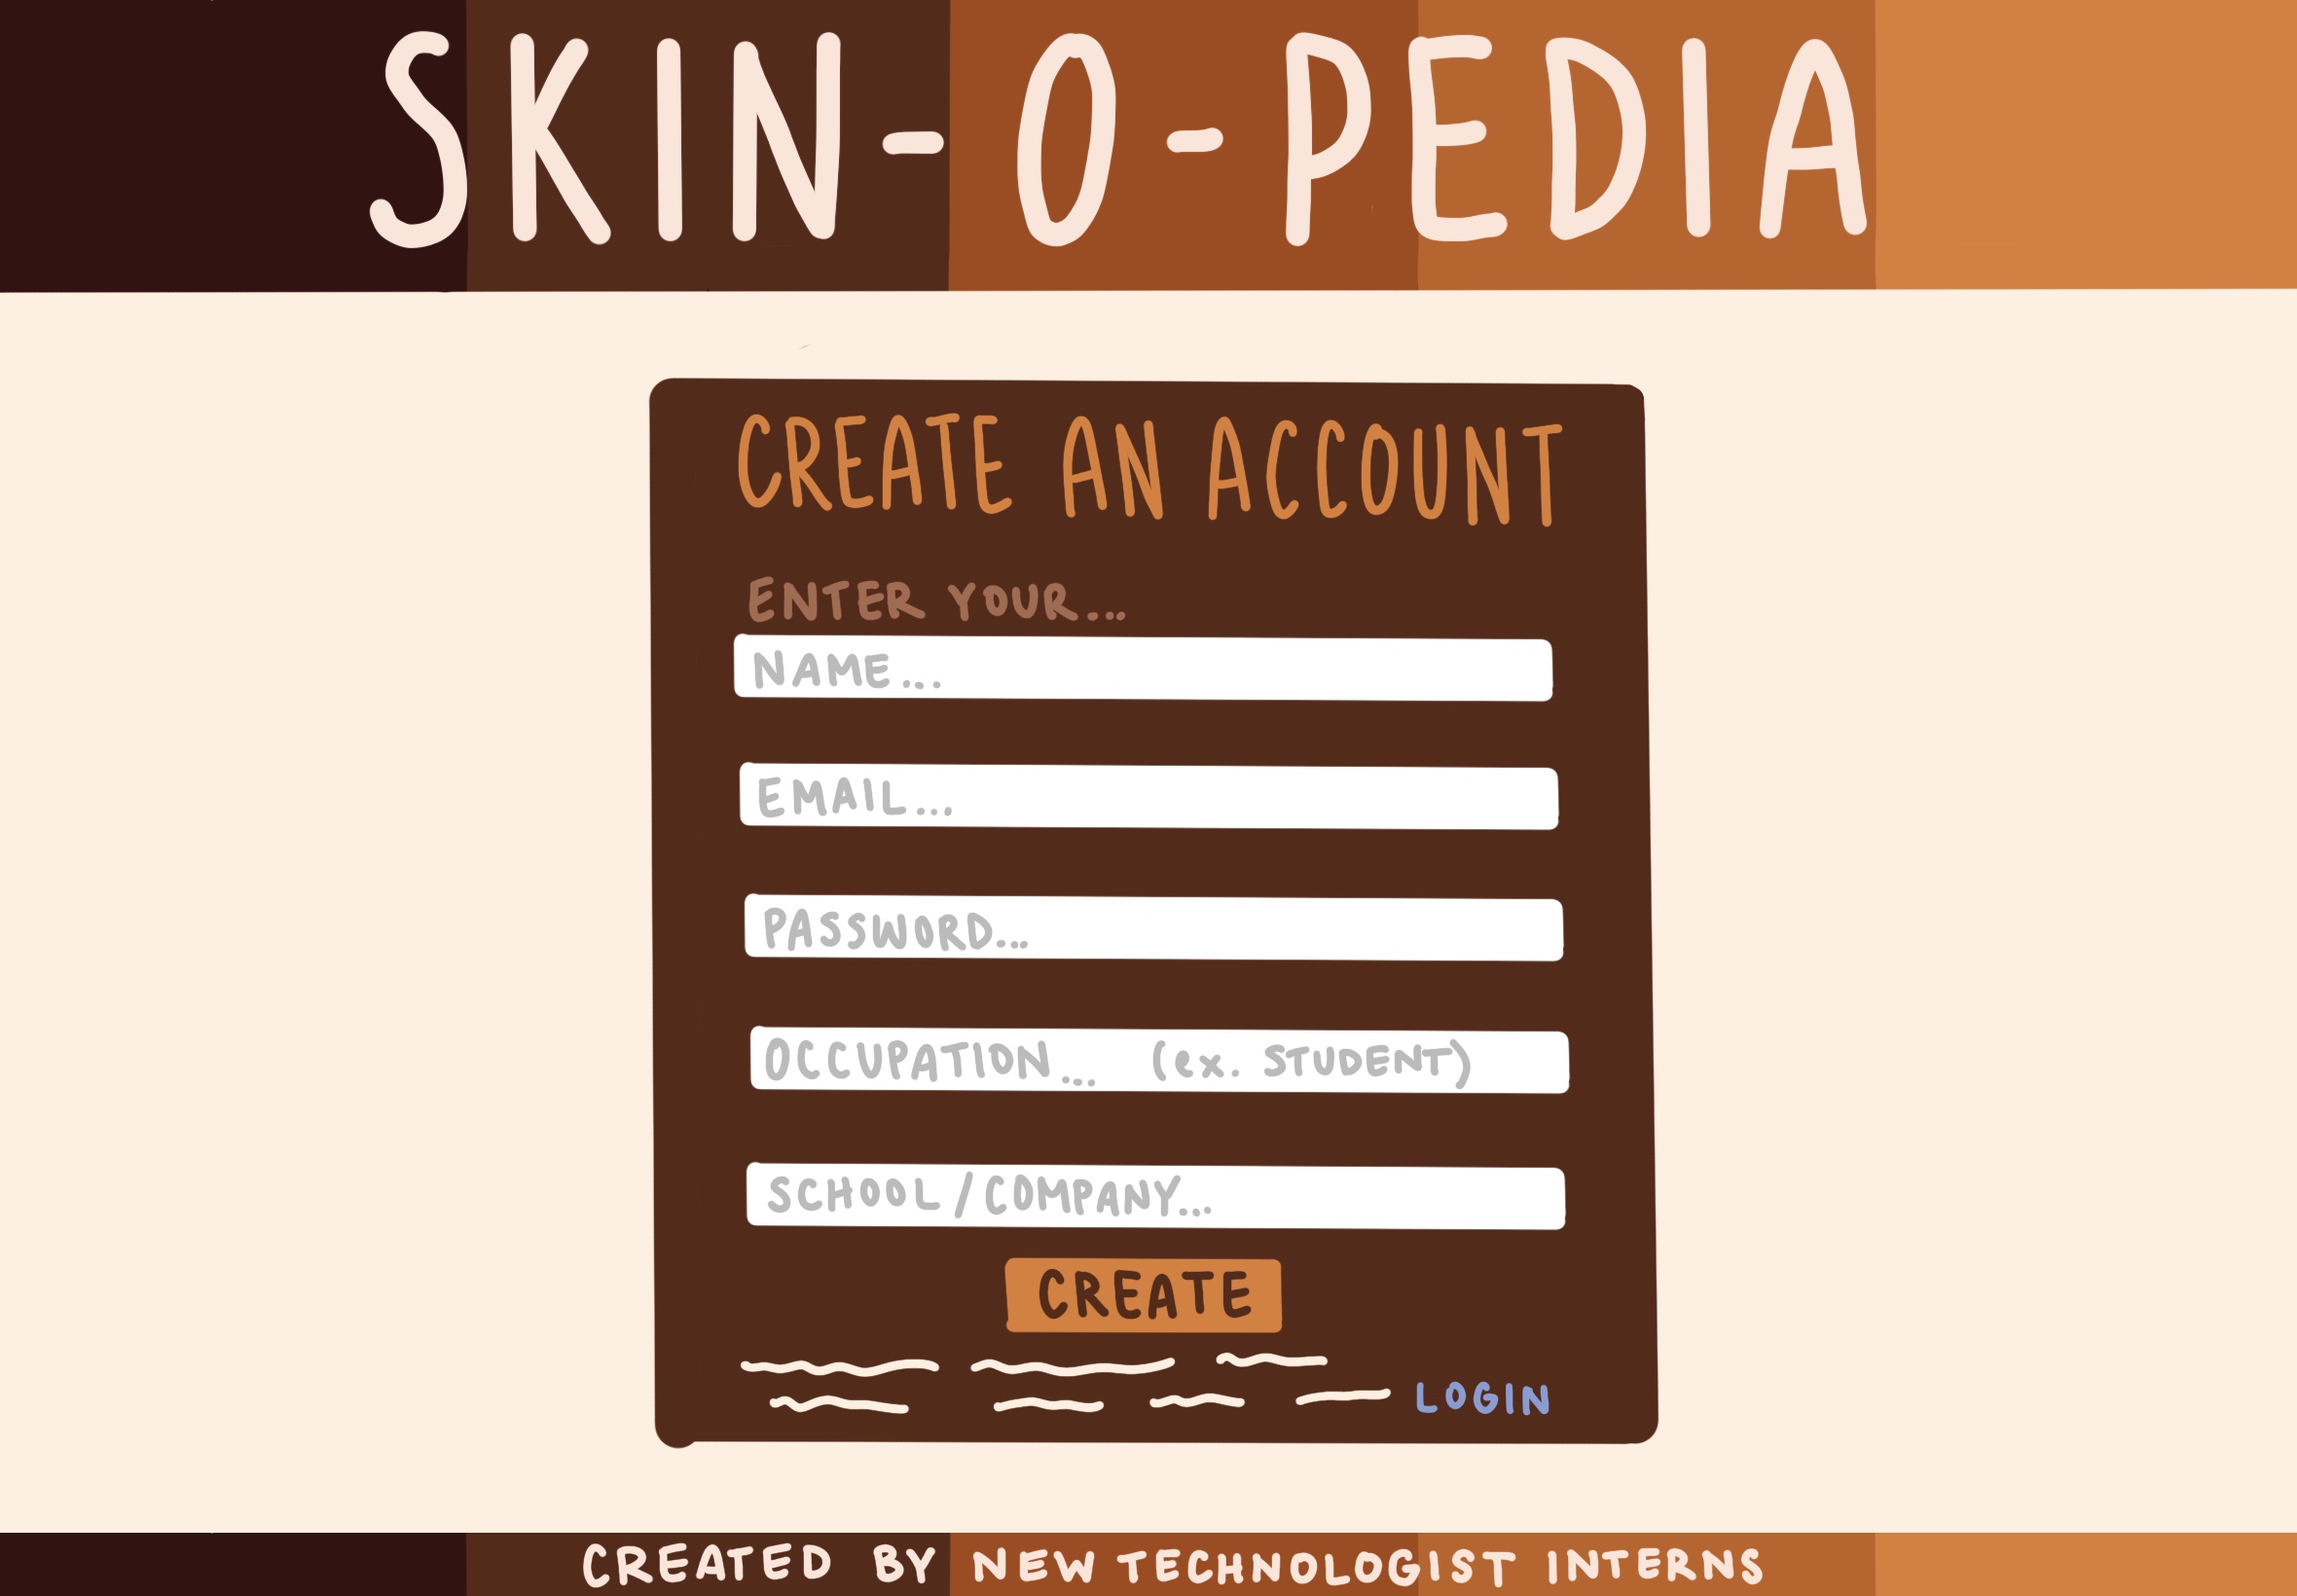 SKIN-O-PEDIA
CREATE AN ACCOUNT
ENTER YOUR...
NAME...
EMAIL...
PASSWORD...
OCCUPATION... (ex. STUDENT)
SCHOOL/COMPANY...
CREATE
LOGIN
CREATED BY NEW TECHNOLOGIST INTERNS